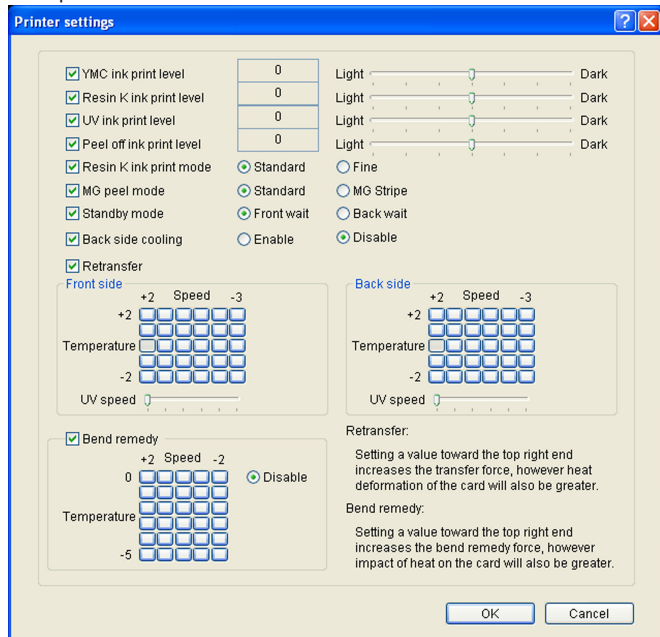 Printer settings
YMC ink print level 0 Light Dark
Resin K ink print level 0 Light Dark
UV ink print level 0 Light Dark
Peel off ink print level 0 Light Dark
Resin K ink print mode Standard Fine
MG peel mode Standard MG Stripe
Standby mode Front wait Back wait
Back side cooling Enable Disable
Retransfer
Front side
+2 Speed -3
+2
Temperature
-2
UV speed
Back side
+2 Speed -3
+2
Temperature
-2
UV speed
Bend remedy
+2 Speed -2
0 Disable
Temperature
-5
Retransfer:
Setting a value toward the top right end
increases the transfer force, however heat
deformation of the card will also be greater.
Bend remedy:
Setting a value toward the top right end
increases the bend remedy force, however
impact of heat on the card will also be greater.
OK Cancel